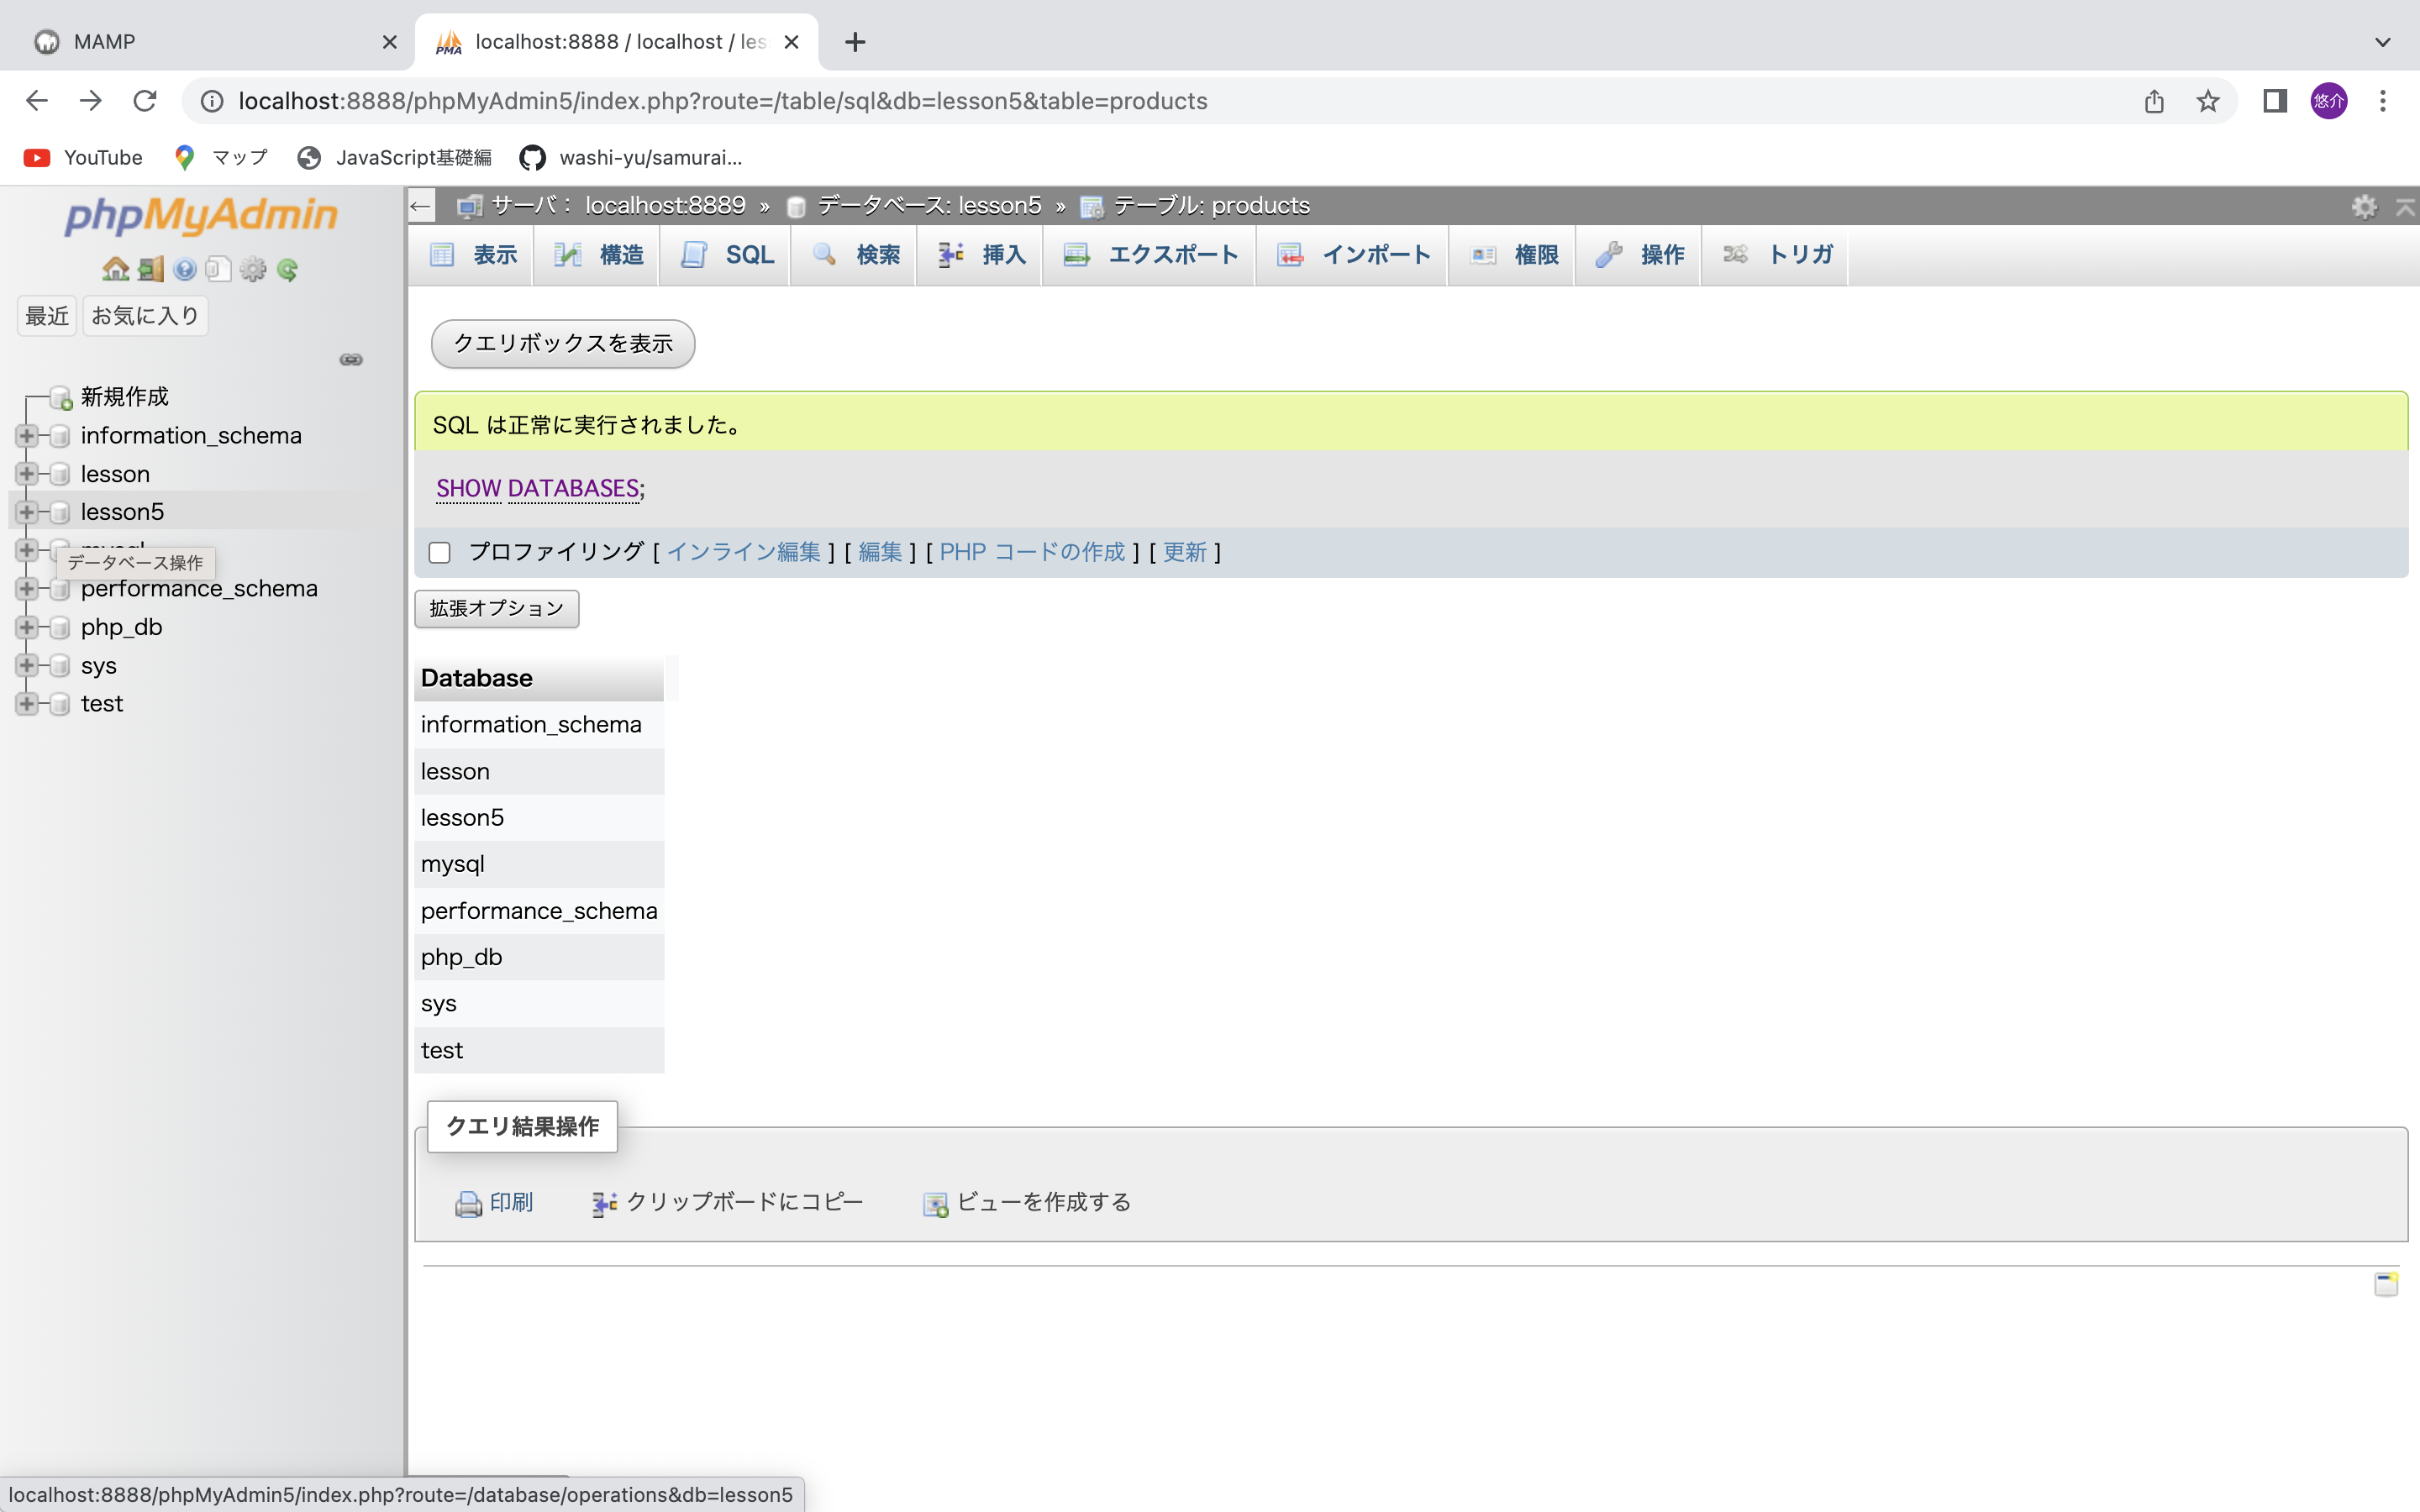 MAMP
localhost:8888 / localhost / les
localhost:8888/phpMyAdmin5/index.php?route=/table/sql&db=lesson5&table=products
悠介
YouTube
マップ
JavaScript基礎編
washi-yu/samurai...
phpMyAdmin
最近
お気に入り
新規作成
information_schema
lesson
lesson5
mysql
データベース操作
performance_schema
php_db
sys
test
サーバ： localhost:8889 » データベース: lesson5 » テーブル: products
表示
構造
SQL
検索
挿入
エクスポート
インポート
権限
操作
トリガ
クエリボックスを表示
SQL は正常に実行されました。
SHOW DATABASES;
プロファイリング [ インライン編集 ] [ 編集 ] [ PHP コードの作成 ] [ 更新 ]
拡張オプション
Database
information_schema
lesson
lesson5
mysql
performance_schema
php_db
sys
test
クエリ結果操作
印刷
クリップボードにコピー
ビューを作成する
localhost:8888/phpMyAdmin5/index.php?route=/database/operations&db=lesson5